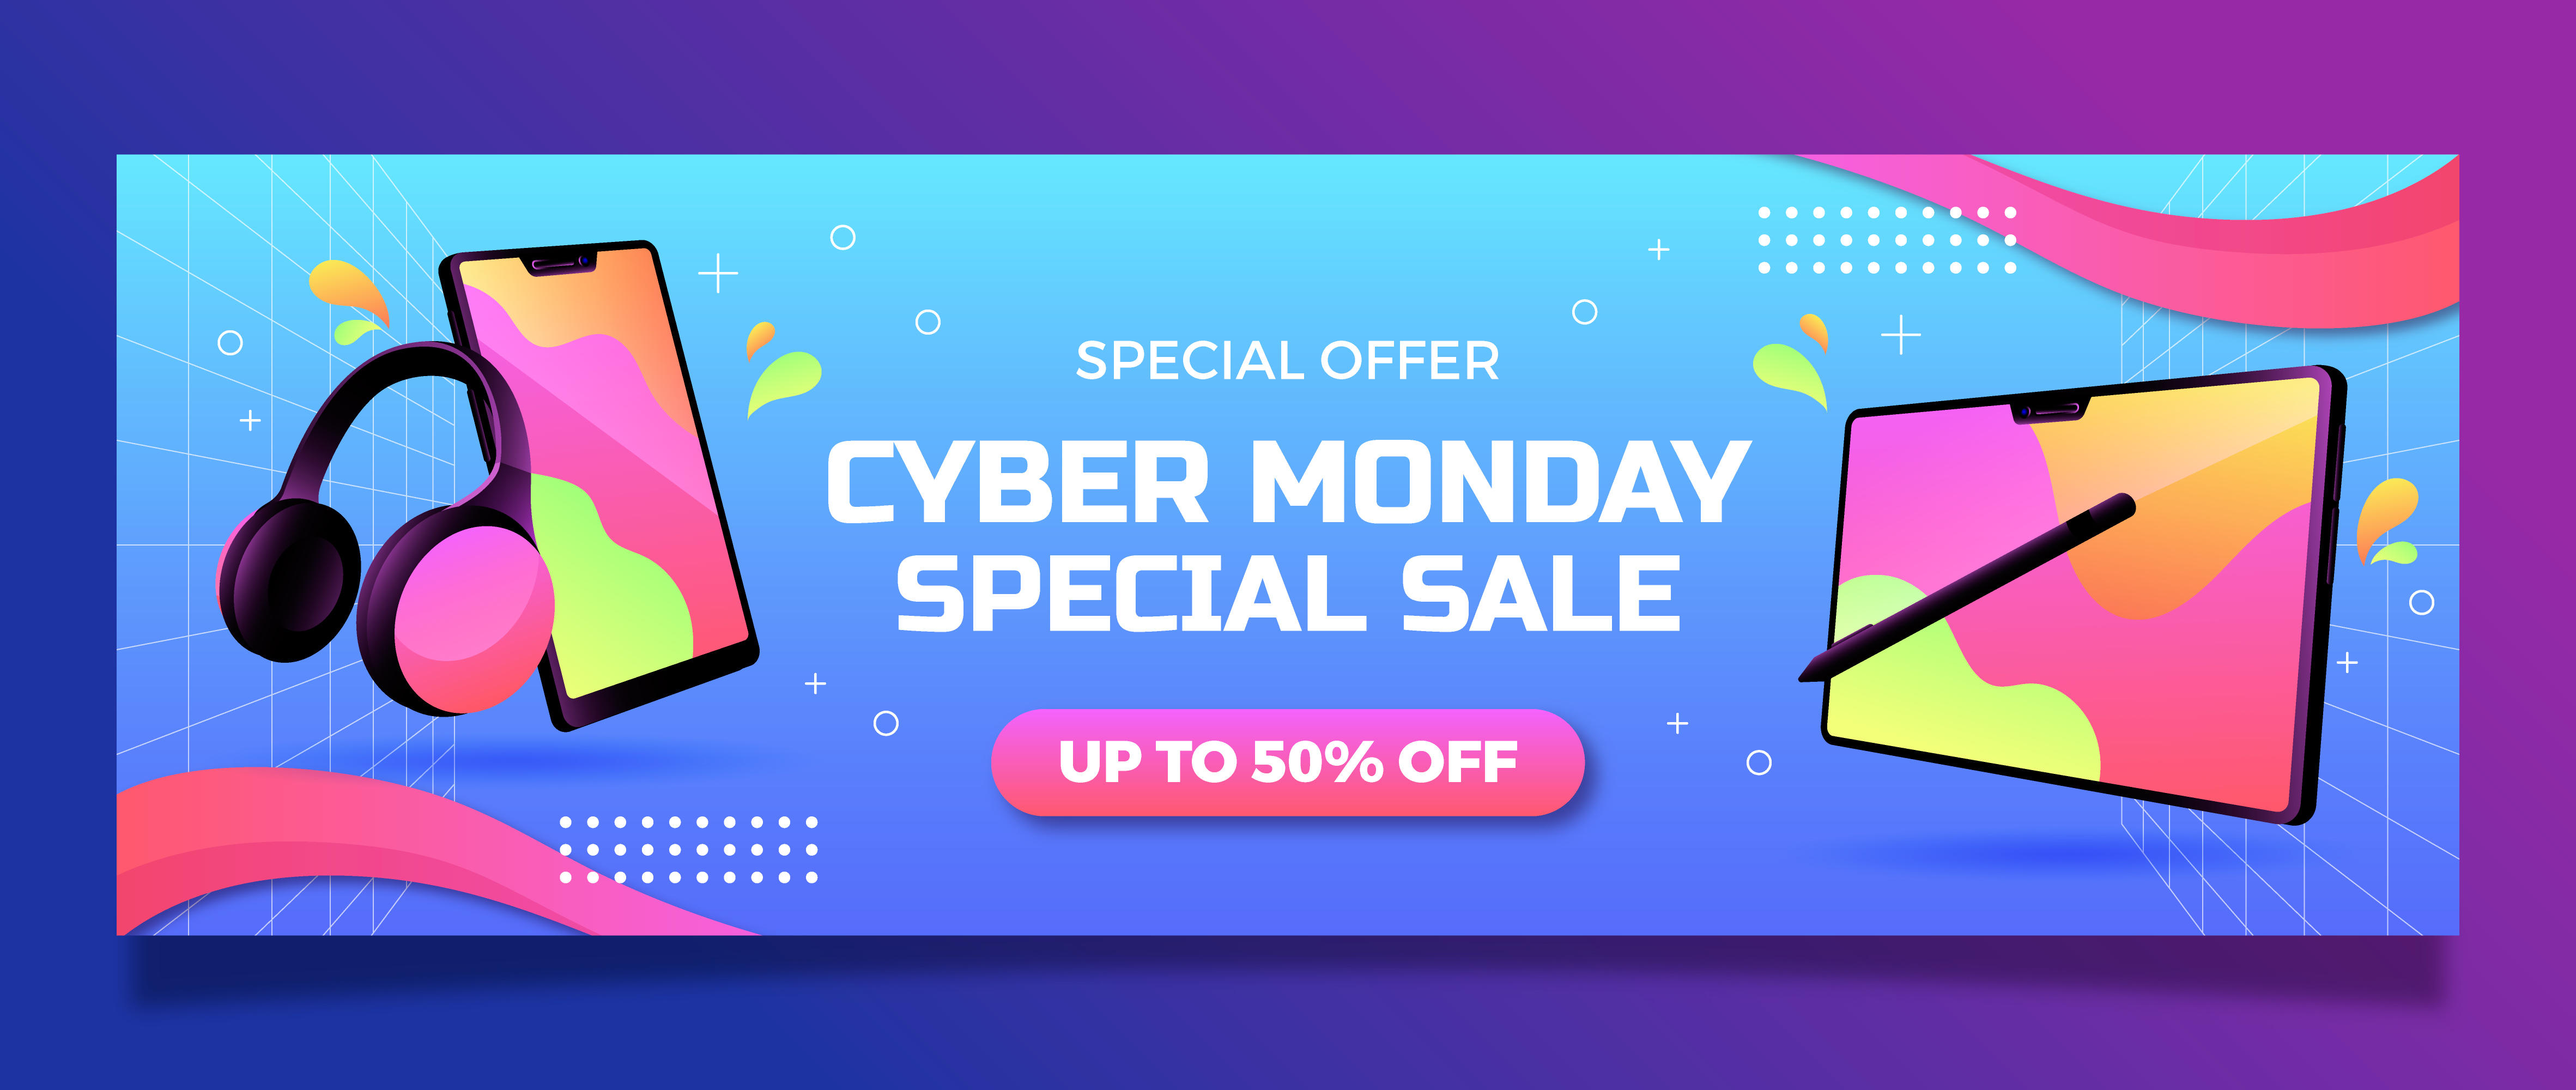 SPECIAL OFFER
CYBER MONDAY
SPECIAL SALE
UP TO 50% OFF